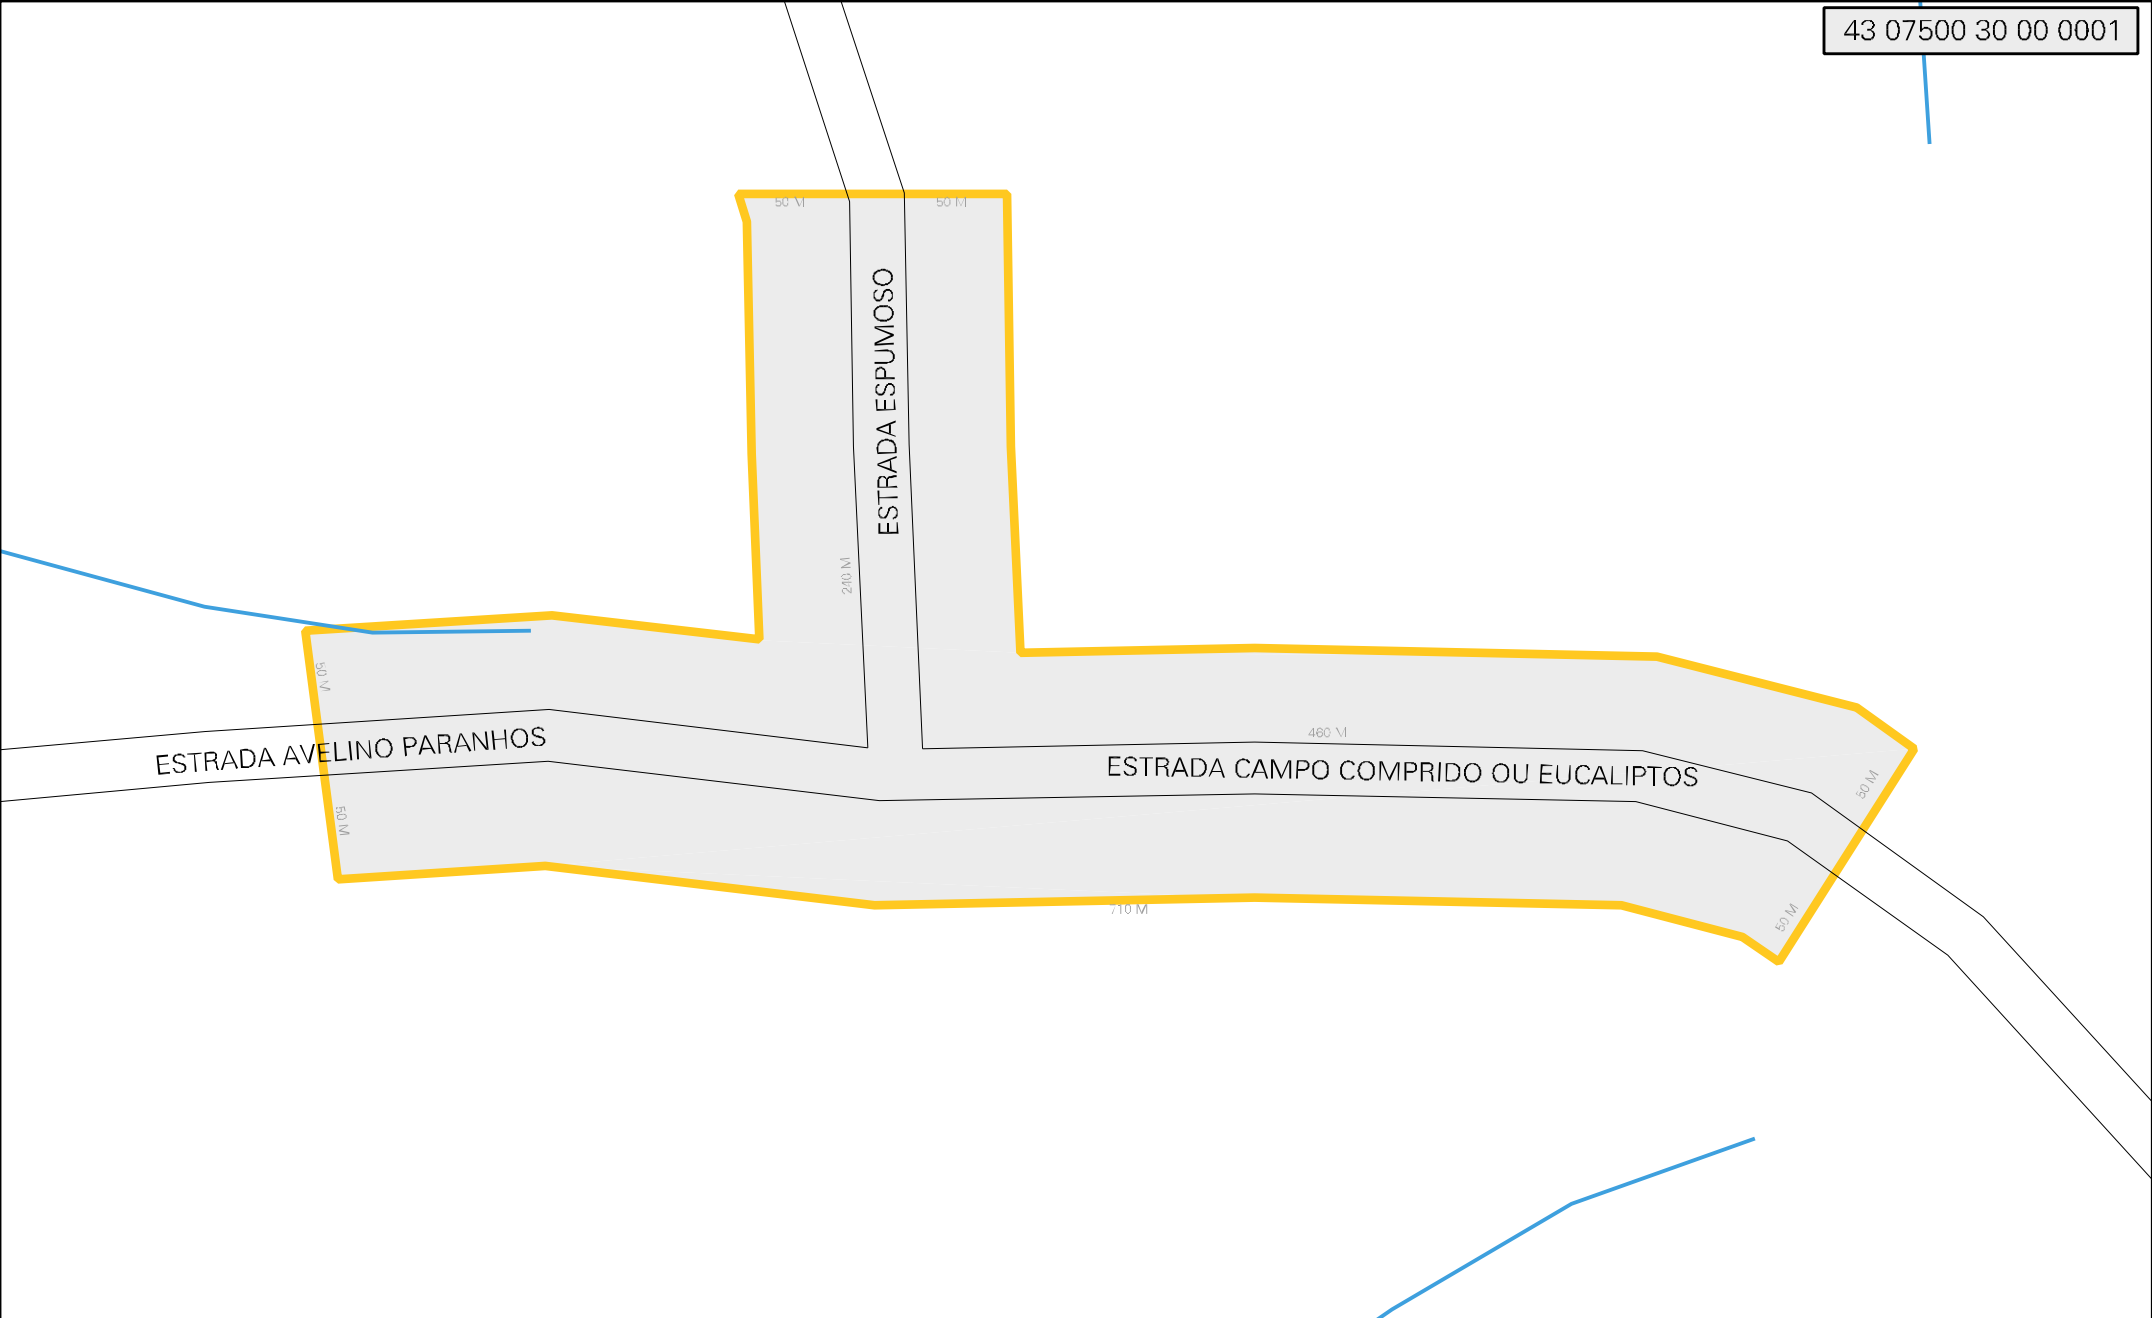 43 07500 30 00 0001
50 M
50 M
ESTRADA ESPUMOSO
240 M
50 M
ESTRADA AVELINO PARANHOS
50 M
460 M
ESTRADA CAMPO COMPRIDO OU EUCALIPTOS
50 M
50 M
710 M